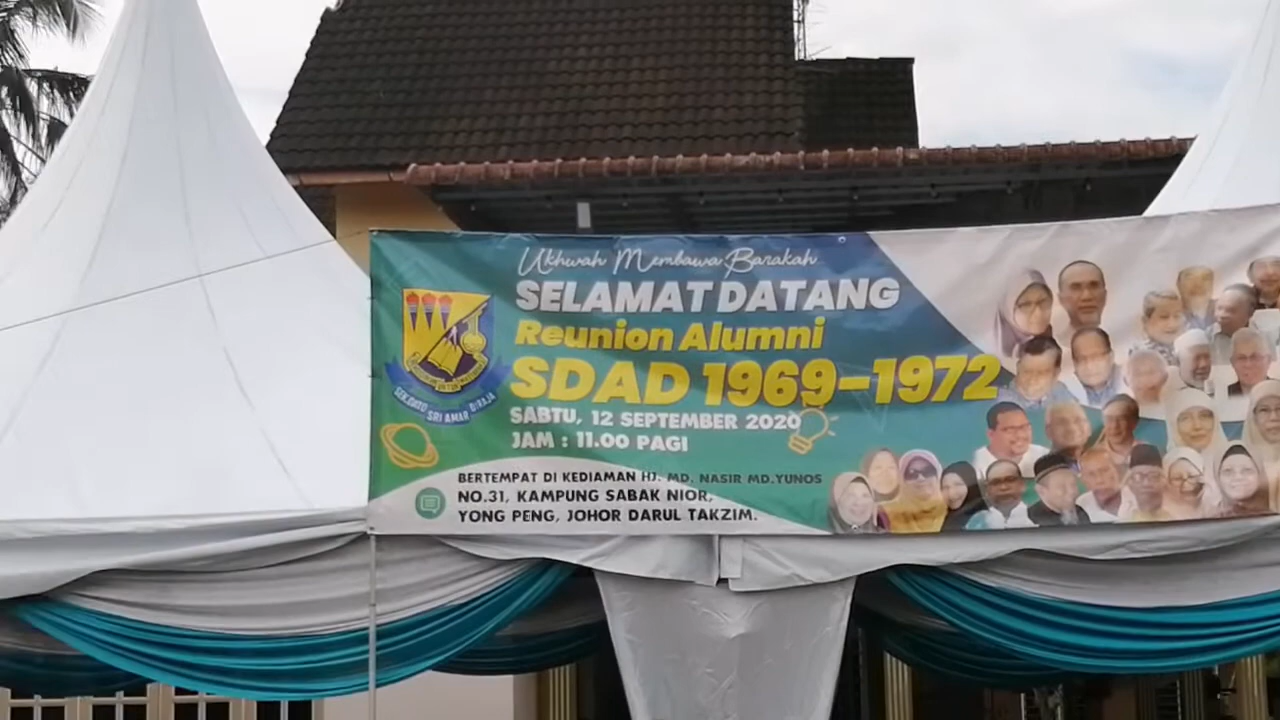 Ukhwah Membawa Barakah
SELAMAT DATANG
Reunion Alumni
SDAD 1969-1972
SABTU, 12 SEPTEMBER 2020
JAM : 11.00 PAGI
SEK.DATO SRI AMAR DIRAJA
BERTEMPAT DI KEDIAMAN HJ. MD. NASIR MD.YUNOS
NO.31, KAMPUNG SABAK NIOR,
YONG PENG, JOHOR DARUL TAKZIM.